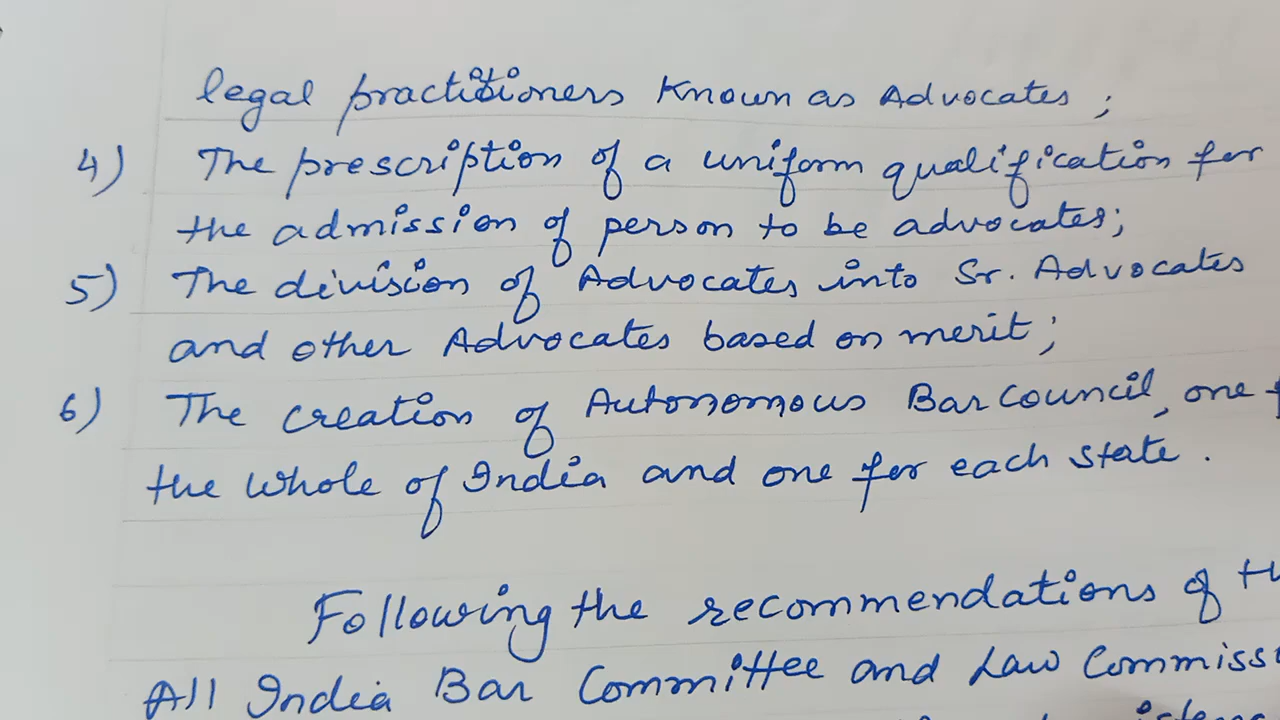 legal practitioners Known as Advocates ;
4) The prescription of a uniform qualification for
the admission of person to be advocates;
5) The division of Advocates into Sr. Advocates
and other Advocates based on merit;
6) The creation of Autonomous Bar Council, one
the whole of India and one for each state.
Following the recommendations of
All India Bar Committee and Law